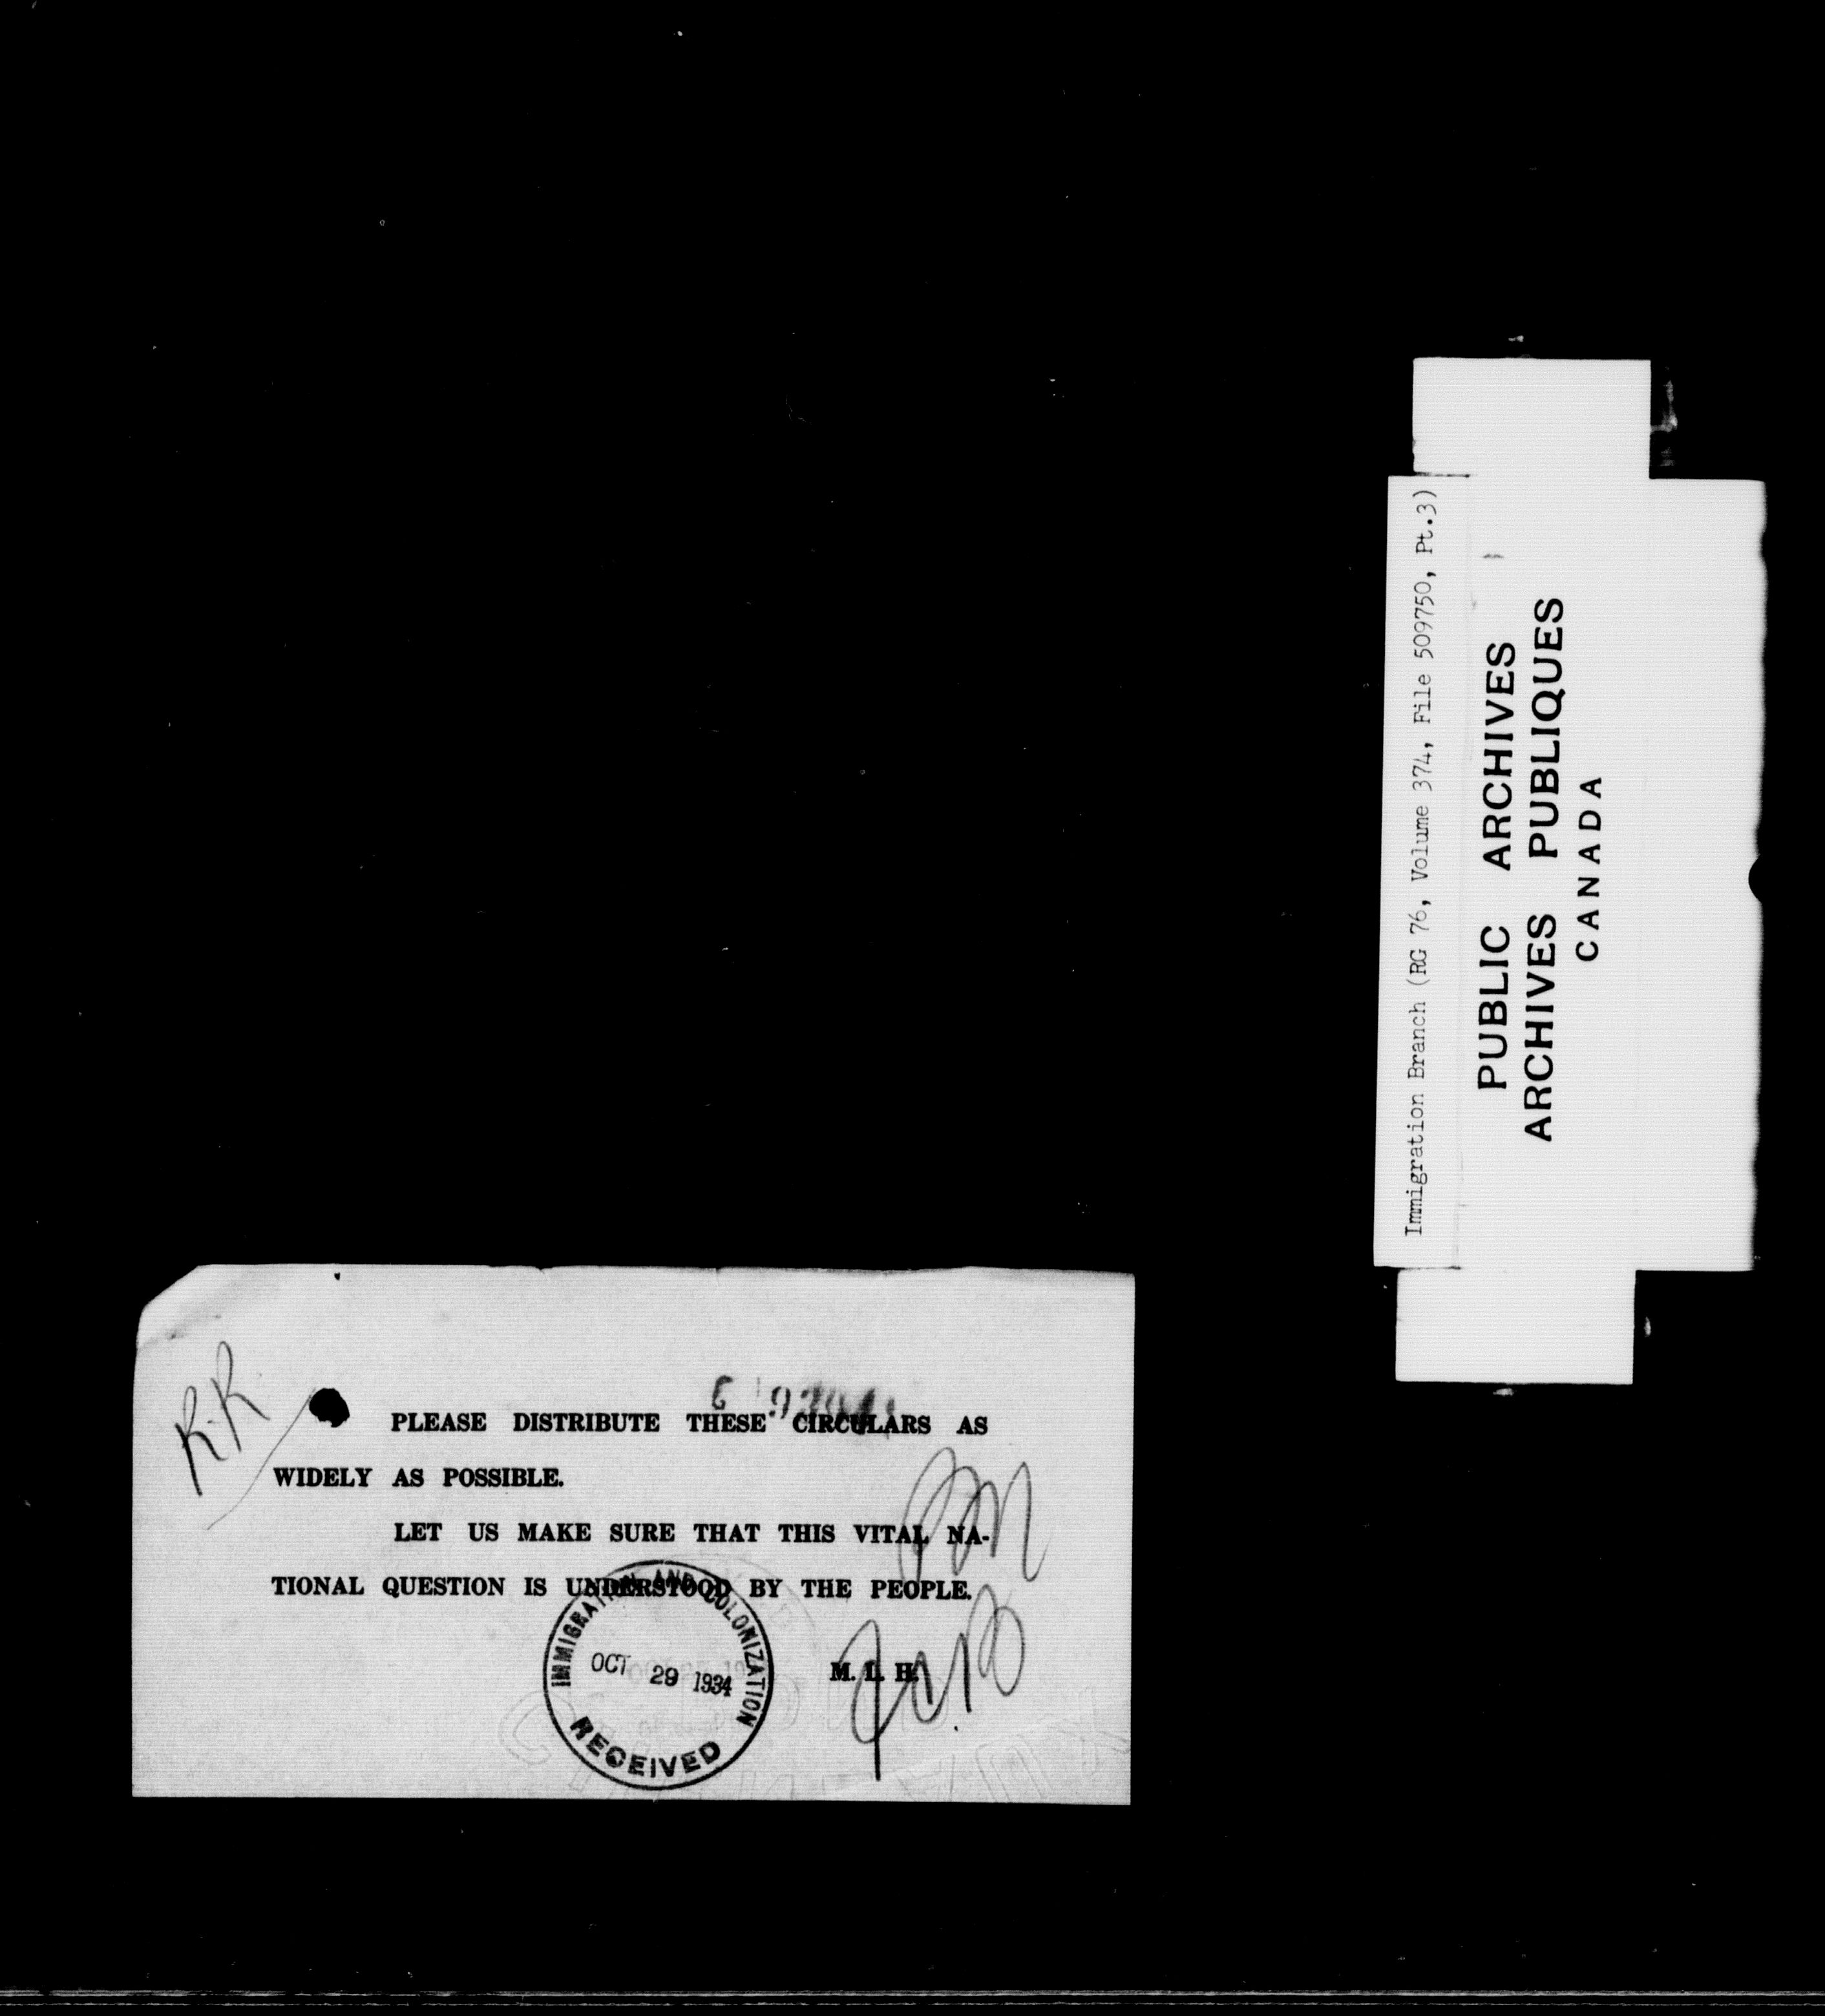 R.R
PLEASE DISTRIBUTE THESE CIRCULARS AS
WIDELY AS POSSIBLE.
LET US MAKE SURE THAT THIS VITAL NA-
TIONAL QUESTION IS UNDERSTOOD BY THE PEOPLE.
M. L. H.
IMMIGRATION AND COLONIZATION
OCT 29 1934
RECEIVED
Immigration Branch (RG 76, Volume 374, File 509750, Pt.3)
PUBLIC ARCHIVES
ARCHIVES PUBLIQUES
CANADA